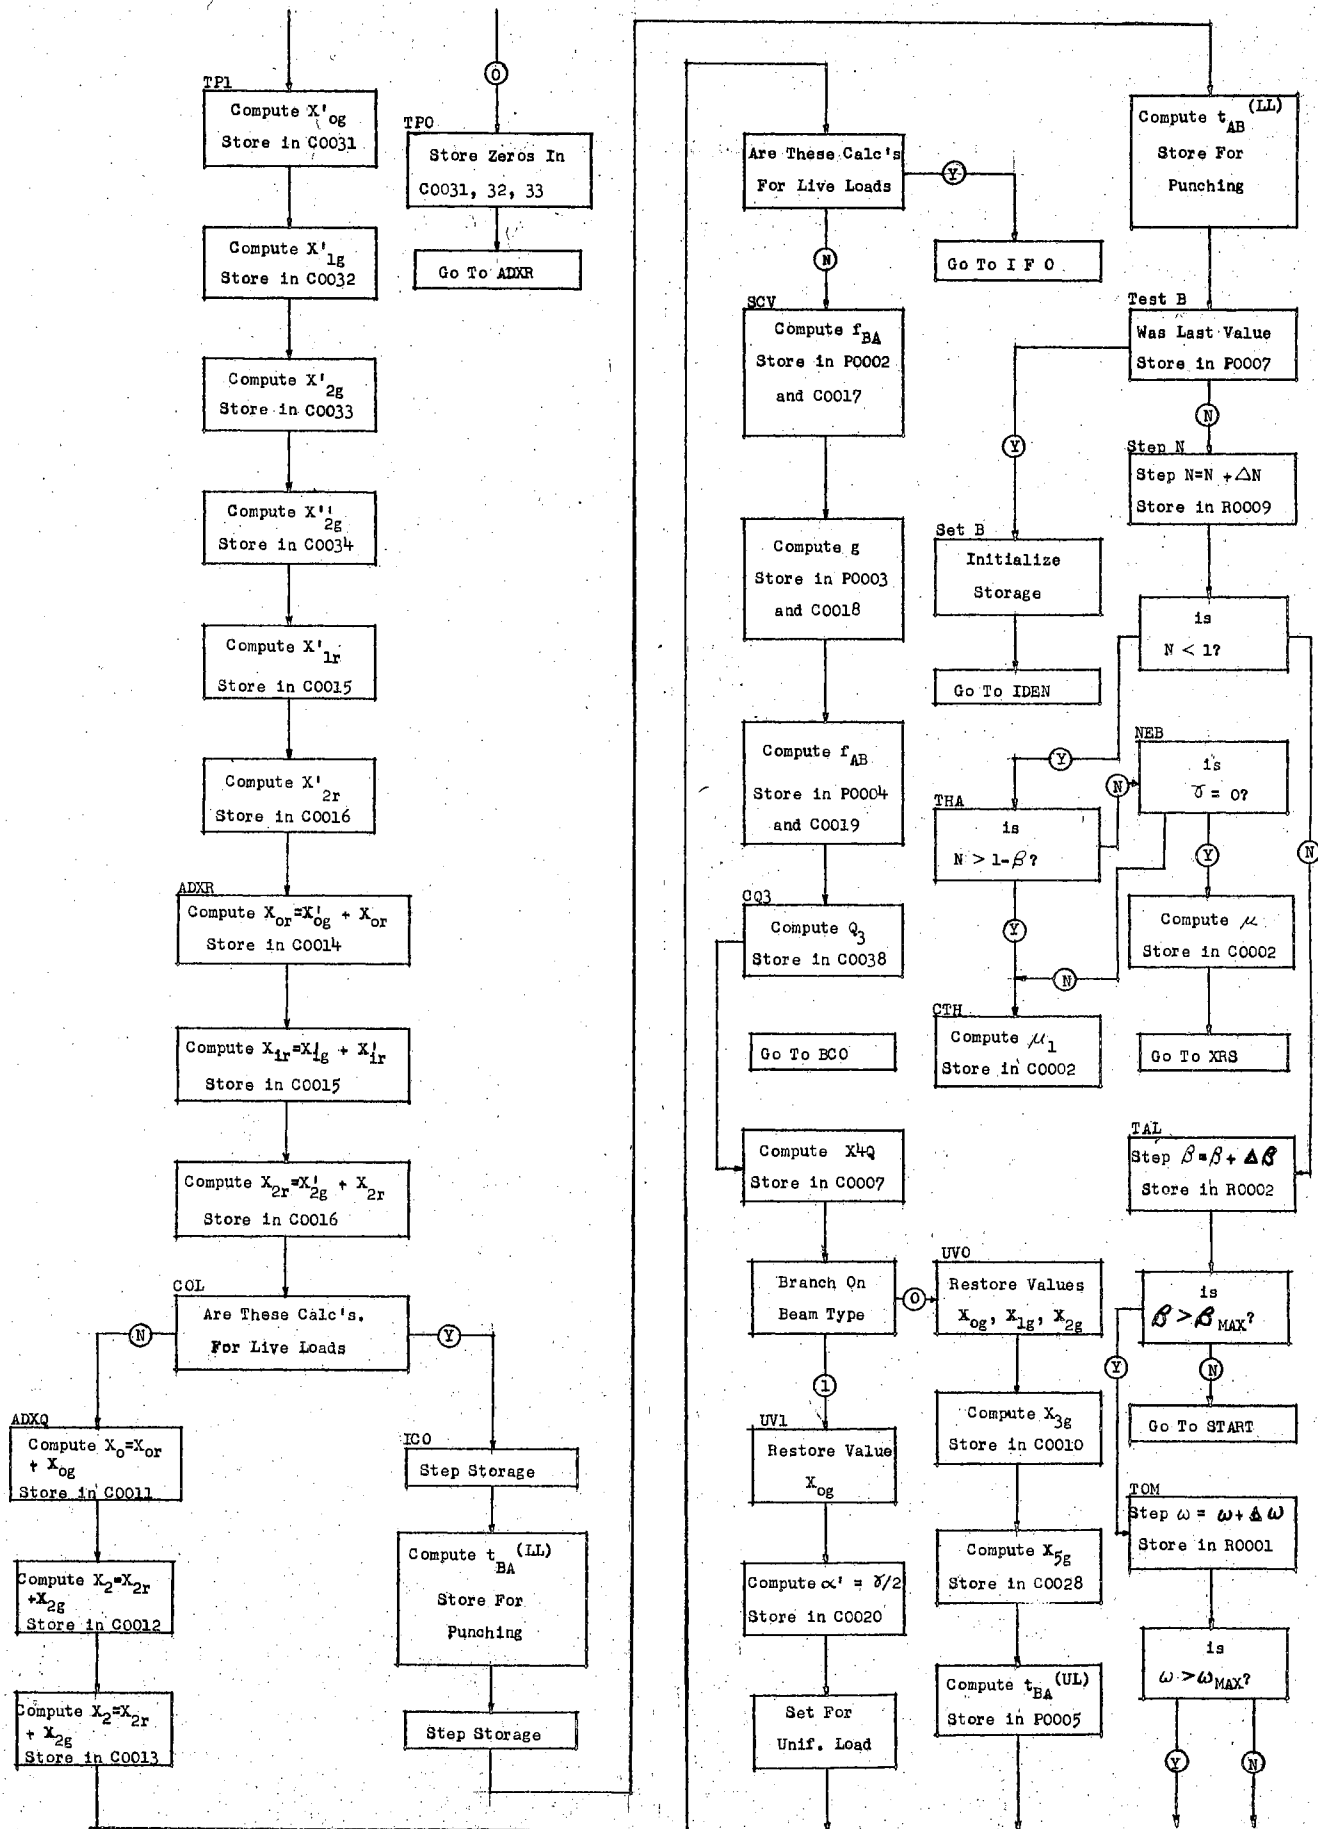 TP1
Compute X'og
Store in C0031
Compute X'1g
Store in C0032
Compute X'2g
Store in C0033
Compute X''2g
Store in C0034
Compute X'1r
Store in C0015
Compute X'2r
Store in C0016
ADXR
Compute Xor=X'og + Xor
Store in C0014
Compute X1r=X'1g + X'1r
Store in C0015
Compute X2r=X'2g + X2r
Store in C0016
COL
Are These Calc's.
For Live Loads
N
Y
ADXQ
Compute Xo=Xor
+ Xog
Store in C0011
Compute X2=X2r
+X2g
Store in C0012
Compute X2=X2r
+ X2g
Store in C0013
O
TPO
Store Zeros In
C0031, 32, 33
Go To ADXR
ICO
Step Storage
Compute tBA(LL)
Store For
Punching
Step Storage
Are These Calc's
For Live Loads
Y
Go To I F O
N
SCV
Compute fBA
Store in P0002
and C0017
Compute g
Store in P0003
and C0018
Compute fAB
Store in P0004
and C0019
CQ3
Compute Q3
Store in C0038
Go To BCO
Compute X4Q
Store in C0007
Branch On
Beam Type
O
1
UV1
Restore Value
Xog
Compute α' = γ/2
Store in C0020
Set For
Unif. Load
UVO
Restore Values
Xog, X1g, X2g
Compute X3g
Store in C0010
Compute X5g
Store in C0028
Compute tBA(UL)
Store in P0005
Compute tAB(LL)
Store For
Punching
Test B
Was Last Value
Store in P0007
Y
N
Set B
Initialize
Storage
Go To IDEN
Step N
Step N=N + ΔN
Store in R0009
is
N < 1?
Y
N
THA
is
N > 1-β?
N
Y
NEB
is
γ = 0?
Y
N
Compute μ
Store in C0002
Go To XRS
CTH
Compute μ1
Store in C0002
TAL
Step β=β+ Δβ
Store in R0002
is
β > βMAX?
Y
N
Go To START
TOM
Step ω = ω + Δω
Store in R0001
is
ω > ωMAX?
Y
N